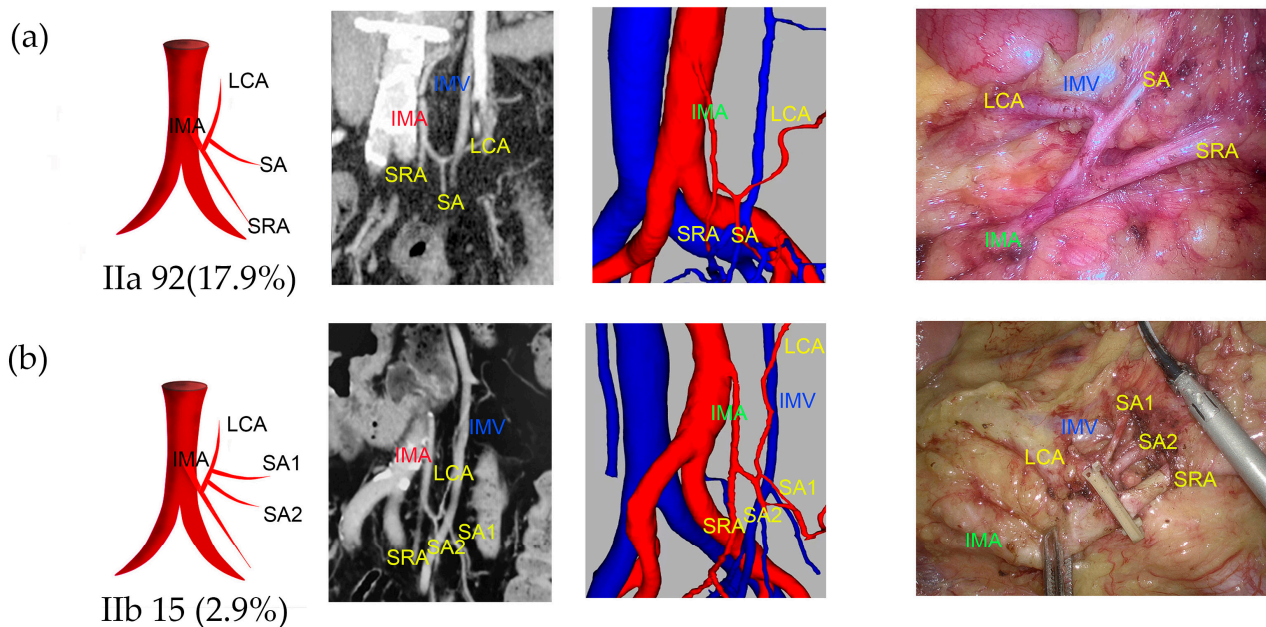 (a)
LCA
IMA
SA
SRA
IIa 92(17.9%)
IMV
IMA
LCA
SRA
SA
IMA
LCA
SRA
SA
IMV
SA
LCA
SRA
IMA
(b)
LCA
IMA
SA1
SA2
IIb 15 (2.9%)
IMV
IMA
LCA
SA1
SA2
SRA
LCA
IMV
IMA
SA1
SA2
SRA
SA1
IMV
SA2
LCA
SRA
IMA